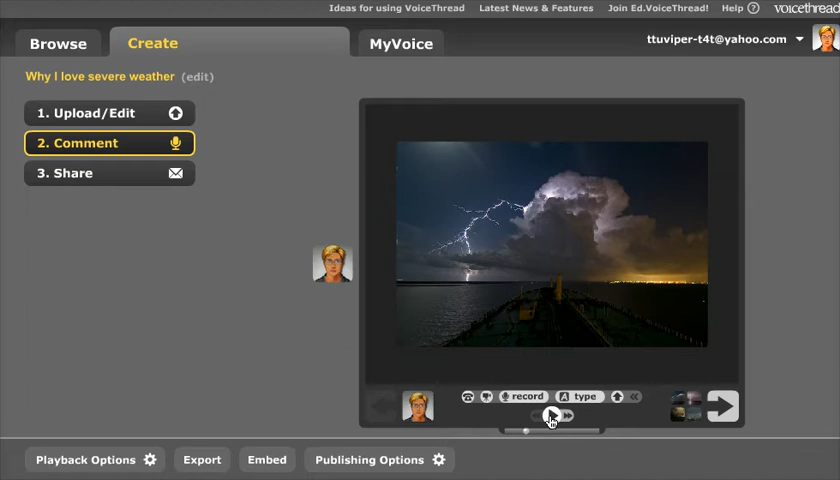 Ideas for using VoiceThread Latest News & Features Join Ed.VoiceThread! Help ? voicethread
Browse Create MyVoice ttuviper-t4t@yahoo.com
Why I love severe weather (edit)
1. Upload/Edit
2. Comment
3. Share
record A type
Playback Options Export Embed Publishing Options